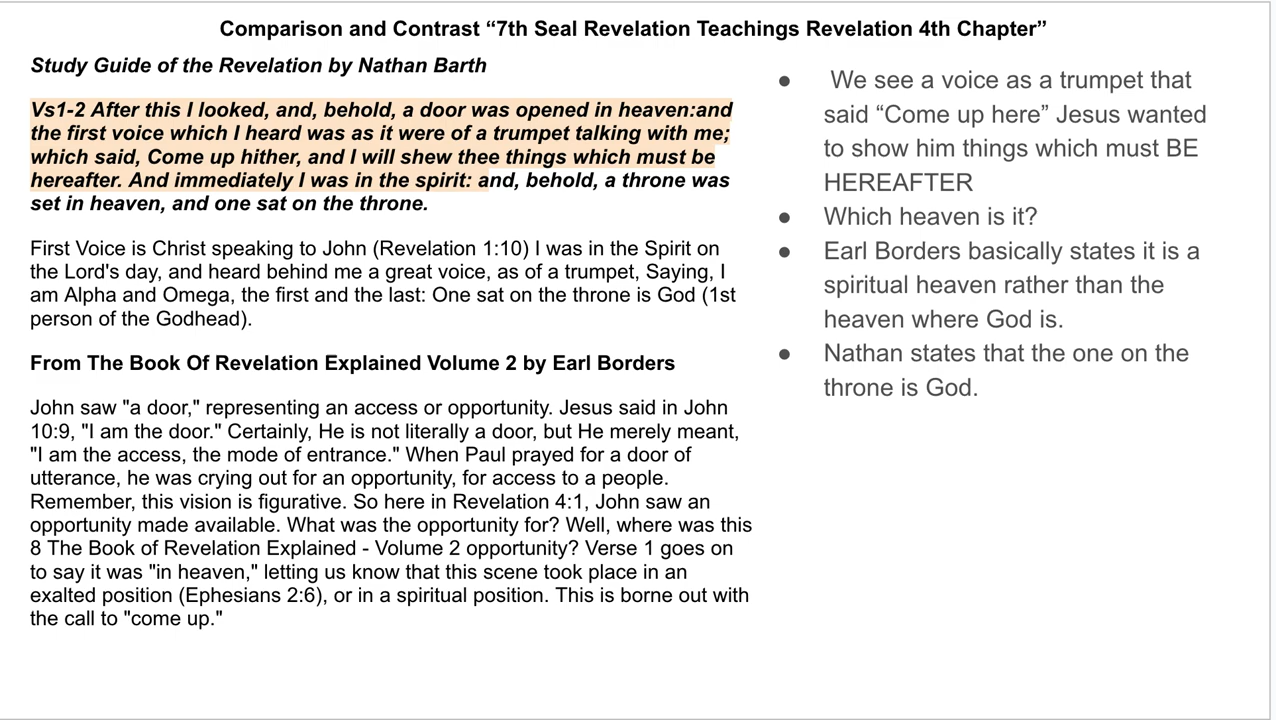 Comparison and Contrast “7th Seal Revelation Teachings Revelation 4th Chapter”
Study Guide of the Revelation by Nathan Barth
Vs1-2 After this I looked, and, behold, a door was opened in heaven:and
the first voice which I heard was as it were of a trumpet talking with me;
which said, Come up hither, and I will shew thee things which must be
hereafter. And immediately I was in the spirit: and, behold, a throne was
set in heaven, and one sat on the throne.
First Voice is Christ speaking to John (Revelation 1:10) I was in the Spirit on
the Lord's day, and heard behind me a great voice, as of a trumpet, Saying, I
am Alpha and Omega, the first and the last: One sat on the throne is God (1st
person of the Godhead).
From The Book Of Revelation Explained Volume 2 by Earl Borders
John saw "a door," representing an access or opportunity. Jesus said in John
10:9, "I am the door." Certainly, He is not literally a door, but He merely meant,
"I am the access, the mode of entrance." When Paul prayed for a door of
utterance, he was crying out for an opportunity, for access to a people.
Remember, this vision is figurative. So here in Revelation 4:1, John saw an
opportunity made available. What was the opportunity for? Well, where was this
8 The Book of Revelation Explained - Volume 2 opportunity? Verse 1 goes on
to say it was "in heaven," letting us know that this scene took place in an
exalted position (Ephesians 2:6), or in a spiritual position. This is borne out with
the call to "come up."
● We see a voice as a trumpet that
said “Come up here” Jesus wanted
to show him things which must BE
HEREAFTER
● Which heaven is it?
● Earl Borders basically states it is a
spiritual heaven rather than the
heaven where God is.
● Nathan states that the one on the
throne is God.